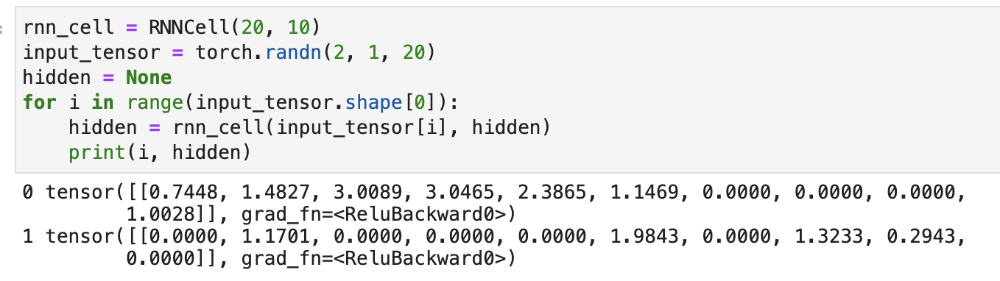 rnn_cell = RNNCell(20, 10)
input_tensor = torch.randn(2, 1, 20)
hidden = None
for i in range(input_tensor.shape[0]):
    hidden = rnn_cell(input_tensor[i], hidden)
    print(i, hidden)
0 tensor([[0.7448, 1.4827, 3.0089, 3.0465, 2.3865, 1.1469, 0.0000, 0.0000, 0.0000,
         1.0028]], grad_fn=<ReluBackward0>)
1 tensor([[0.0000, 1.1701, 0.0000, 0.0000, 0.0000, 1.9843, 0.0000, 1.3233, 0.2943,
         0.0000]], grad_fn=<ReluBackward0>)